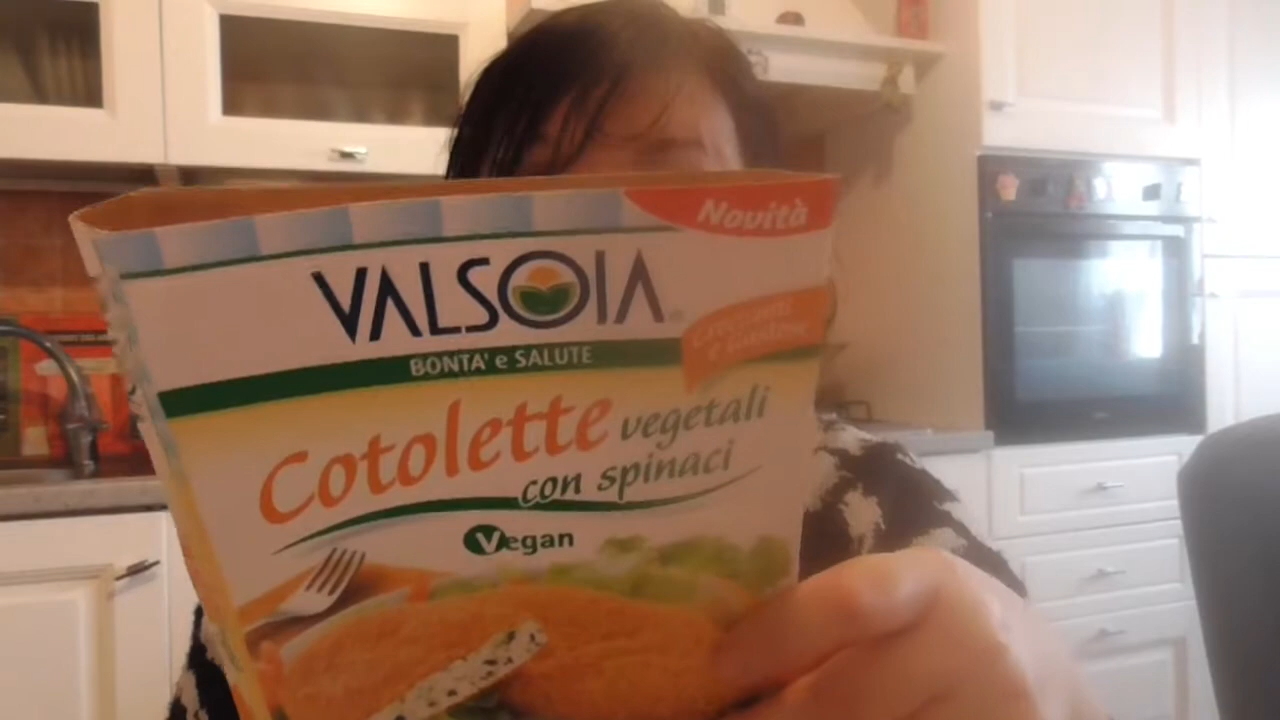 Novità
VALSOIA
BONTA' e SALUTE
Cotolette vegetali
con spinaci
Vegan